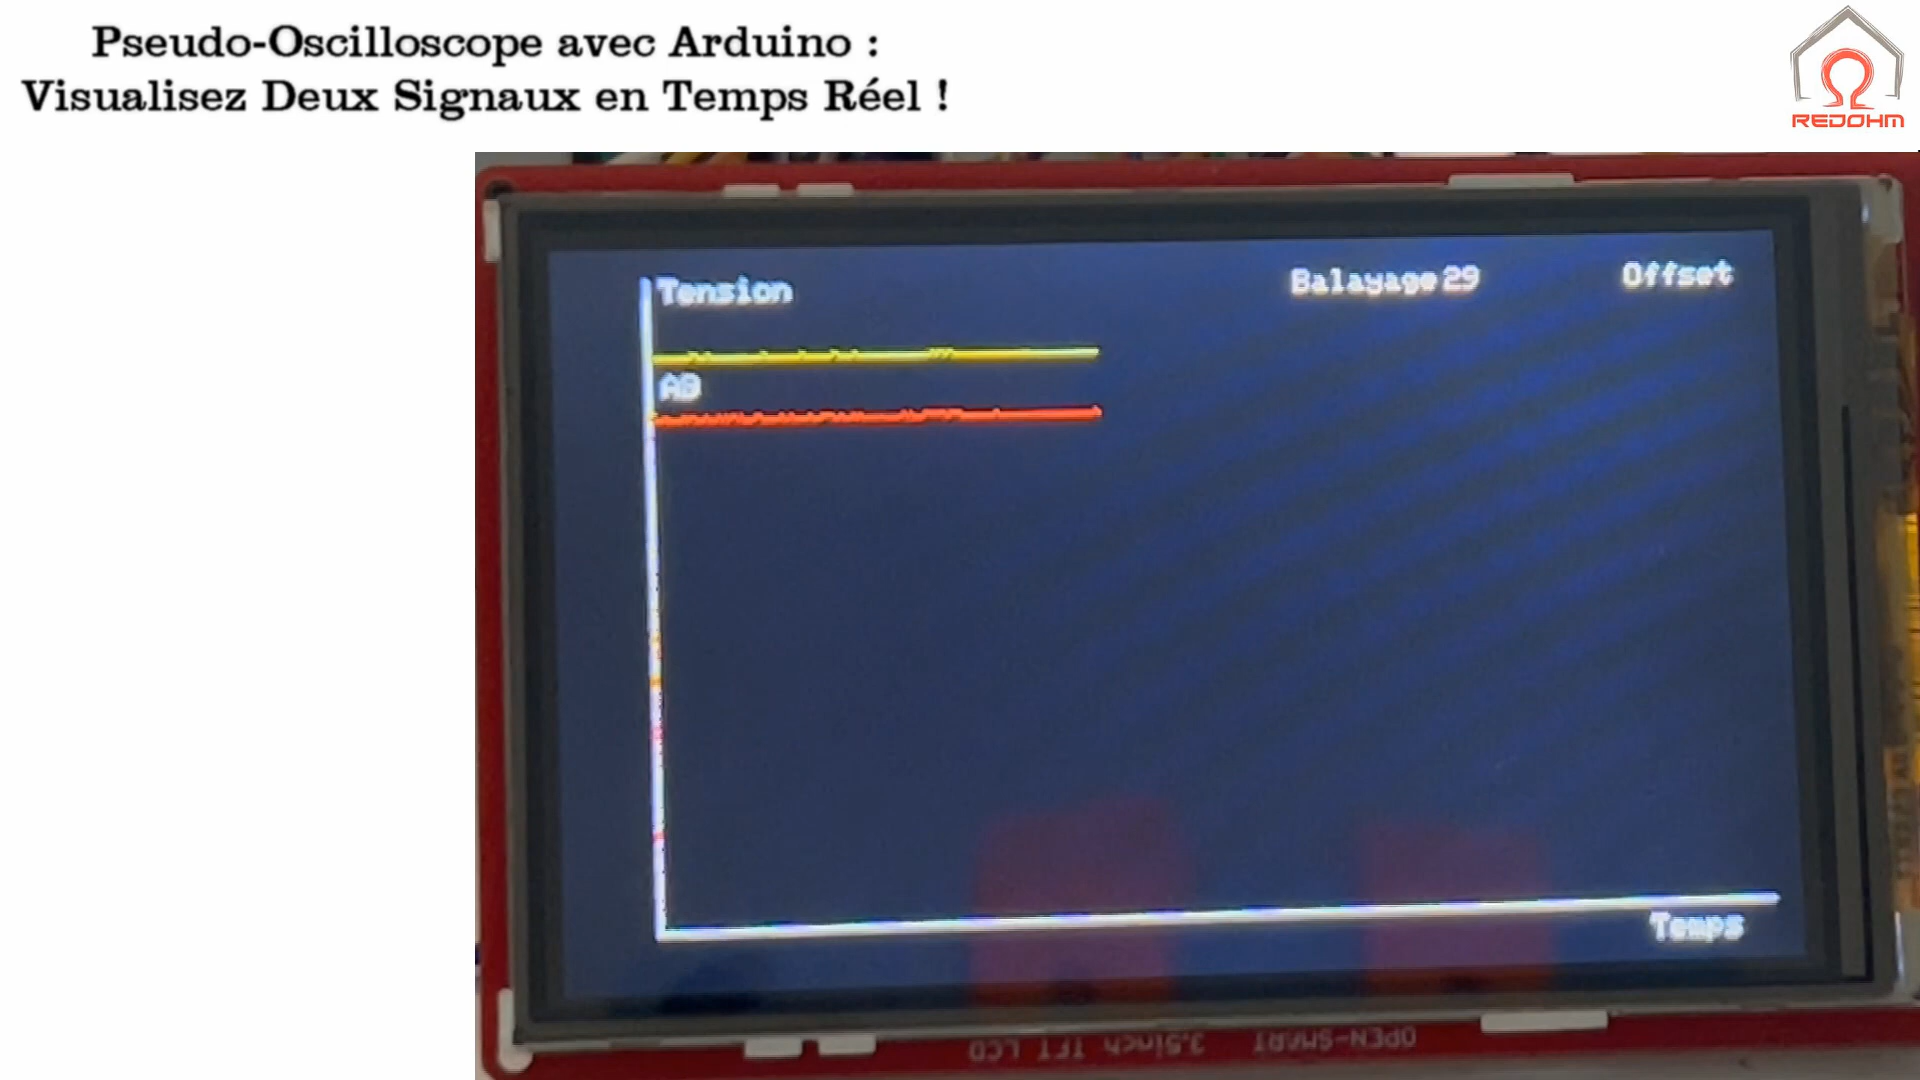 Pseudo-Oscilloscope avec Arduino :
Visualisez Deux Signaux en Temps Réel !
REDOHM
Tension
Balayage 29
Offset
A0
Temps
OPEN-SMART 3.5inch TFT LCD